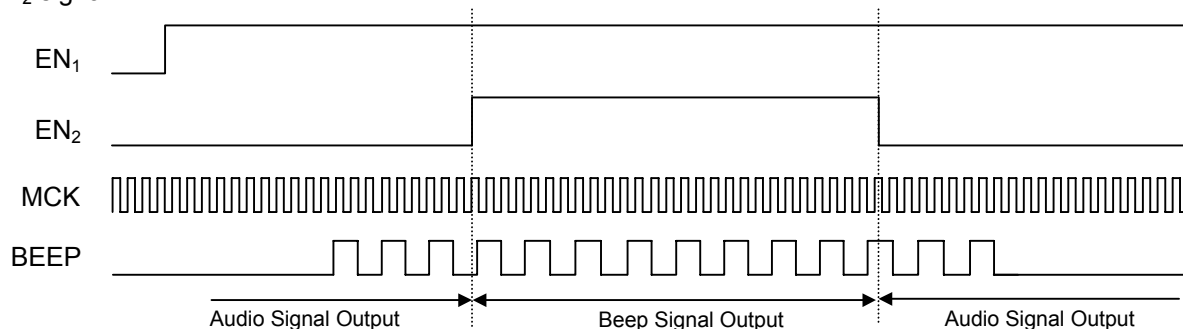 EN₁
EN₂
MCK
BEEP
Audio Signal Output
Beep Signal Output
Audio Signal Output